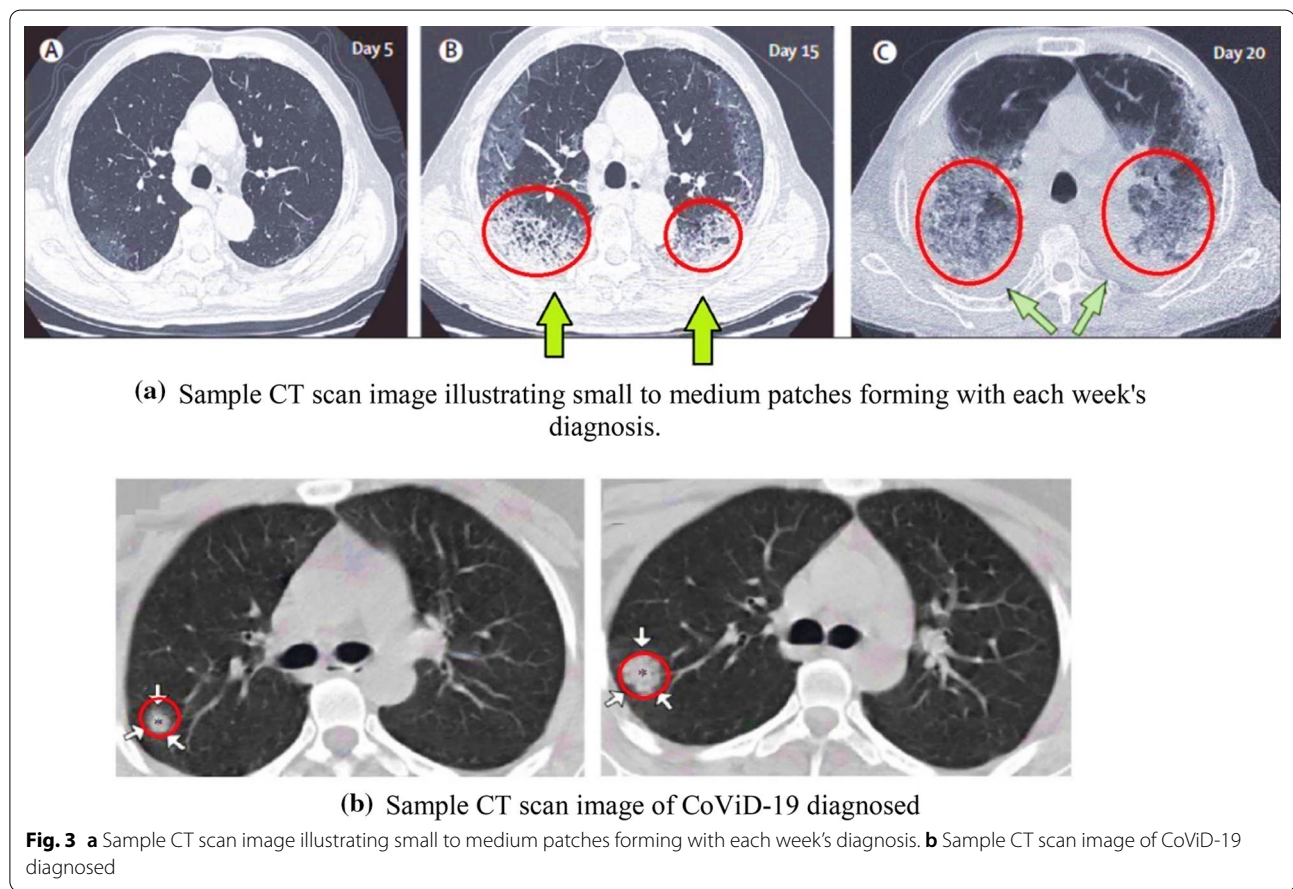 A Day 5 B Day 15 C Day 20
(a) Sample CT scan image illustrating small to medium patches forming with each week's
diagnosis.
*
*
(b) Sample CT scan image of CoViD-19 diagnosed
Fig. 3 a Sample CT scan image illustrating small to medium patches forming with each week’s diagnosis. b Sample CT scan image of CoViD-19
diagnosed